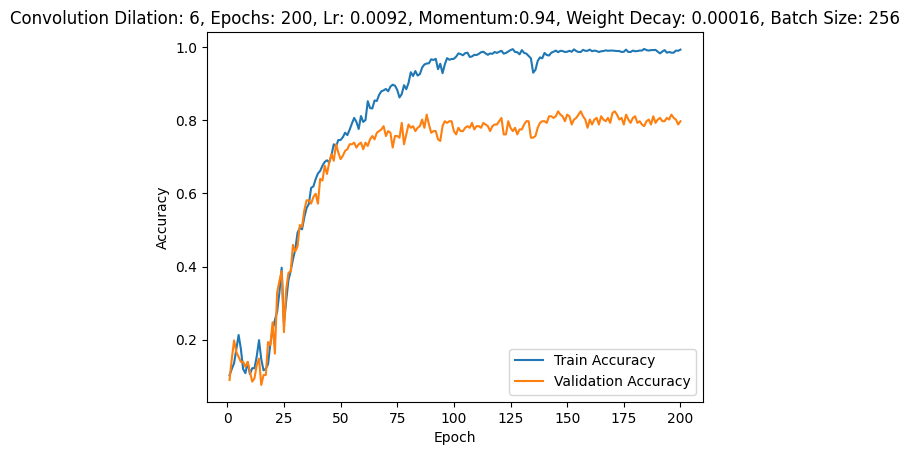 Convolution Dilation: 6, Epochs: 200, Lr: 0.0092, Momentum:0.94, Weight Decay: 0.00016, Batch Size: 256
1.0
0.8
0.6
0.4
0.2
Accuracy
Train Accuracy
Validation Accuracy
0 25 50 75 100 125 150 175 200
Epoch